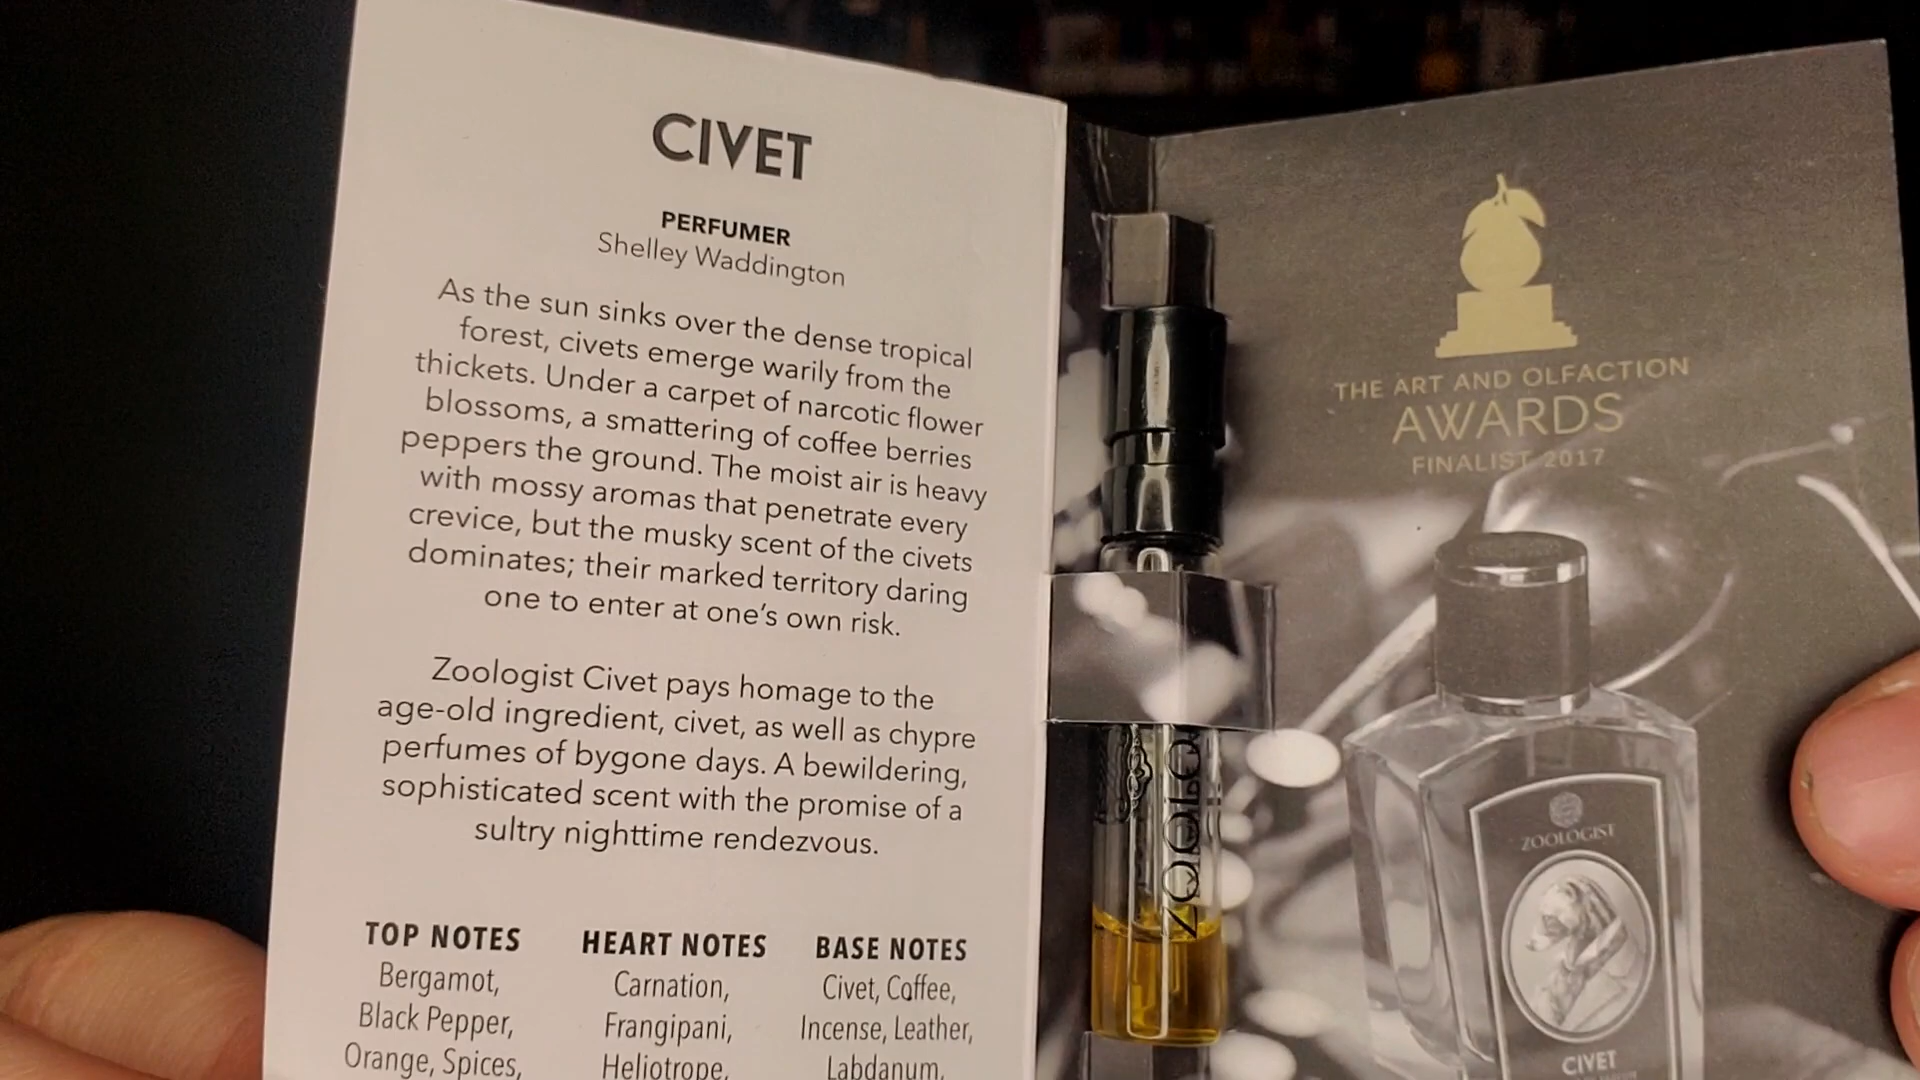 CIVET
PERFUMER
Shelley Waddington
As the sun sinks over the dense tropical
forest, civets emerge warily from the
thickets. Under a carpet of narcotic flower
blossoms, a smattering of coffee berries
peppers the ground. The moist air is heavy
with mossy aromas that penetrate every
crevice, but the musky scent of the civets
dominates; their marked territory daring
one to enter at one's own risk.
Zoologist Civet pays homage to the
age-old ingredient, civet, as well as chypre
perfumes of bygone days. A bewildering,
sophisticated scent with the promise of a
sultry nighttime rendezvous.
TOP NOTES
Bergamot,
Black Pepper,
Orange, Spices,
HEART NOTES
Carnation,
Frangipani,
Heliotrope,
BASE NOTES
Civet, Coffee,
Incense, Leather,
Labdanum,
ZOOLO
THE ART AND OLFACTION
AWARDS
FINALIST 2017
ZOOLOGIST
CIVET